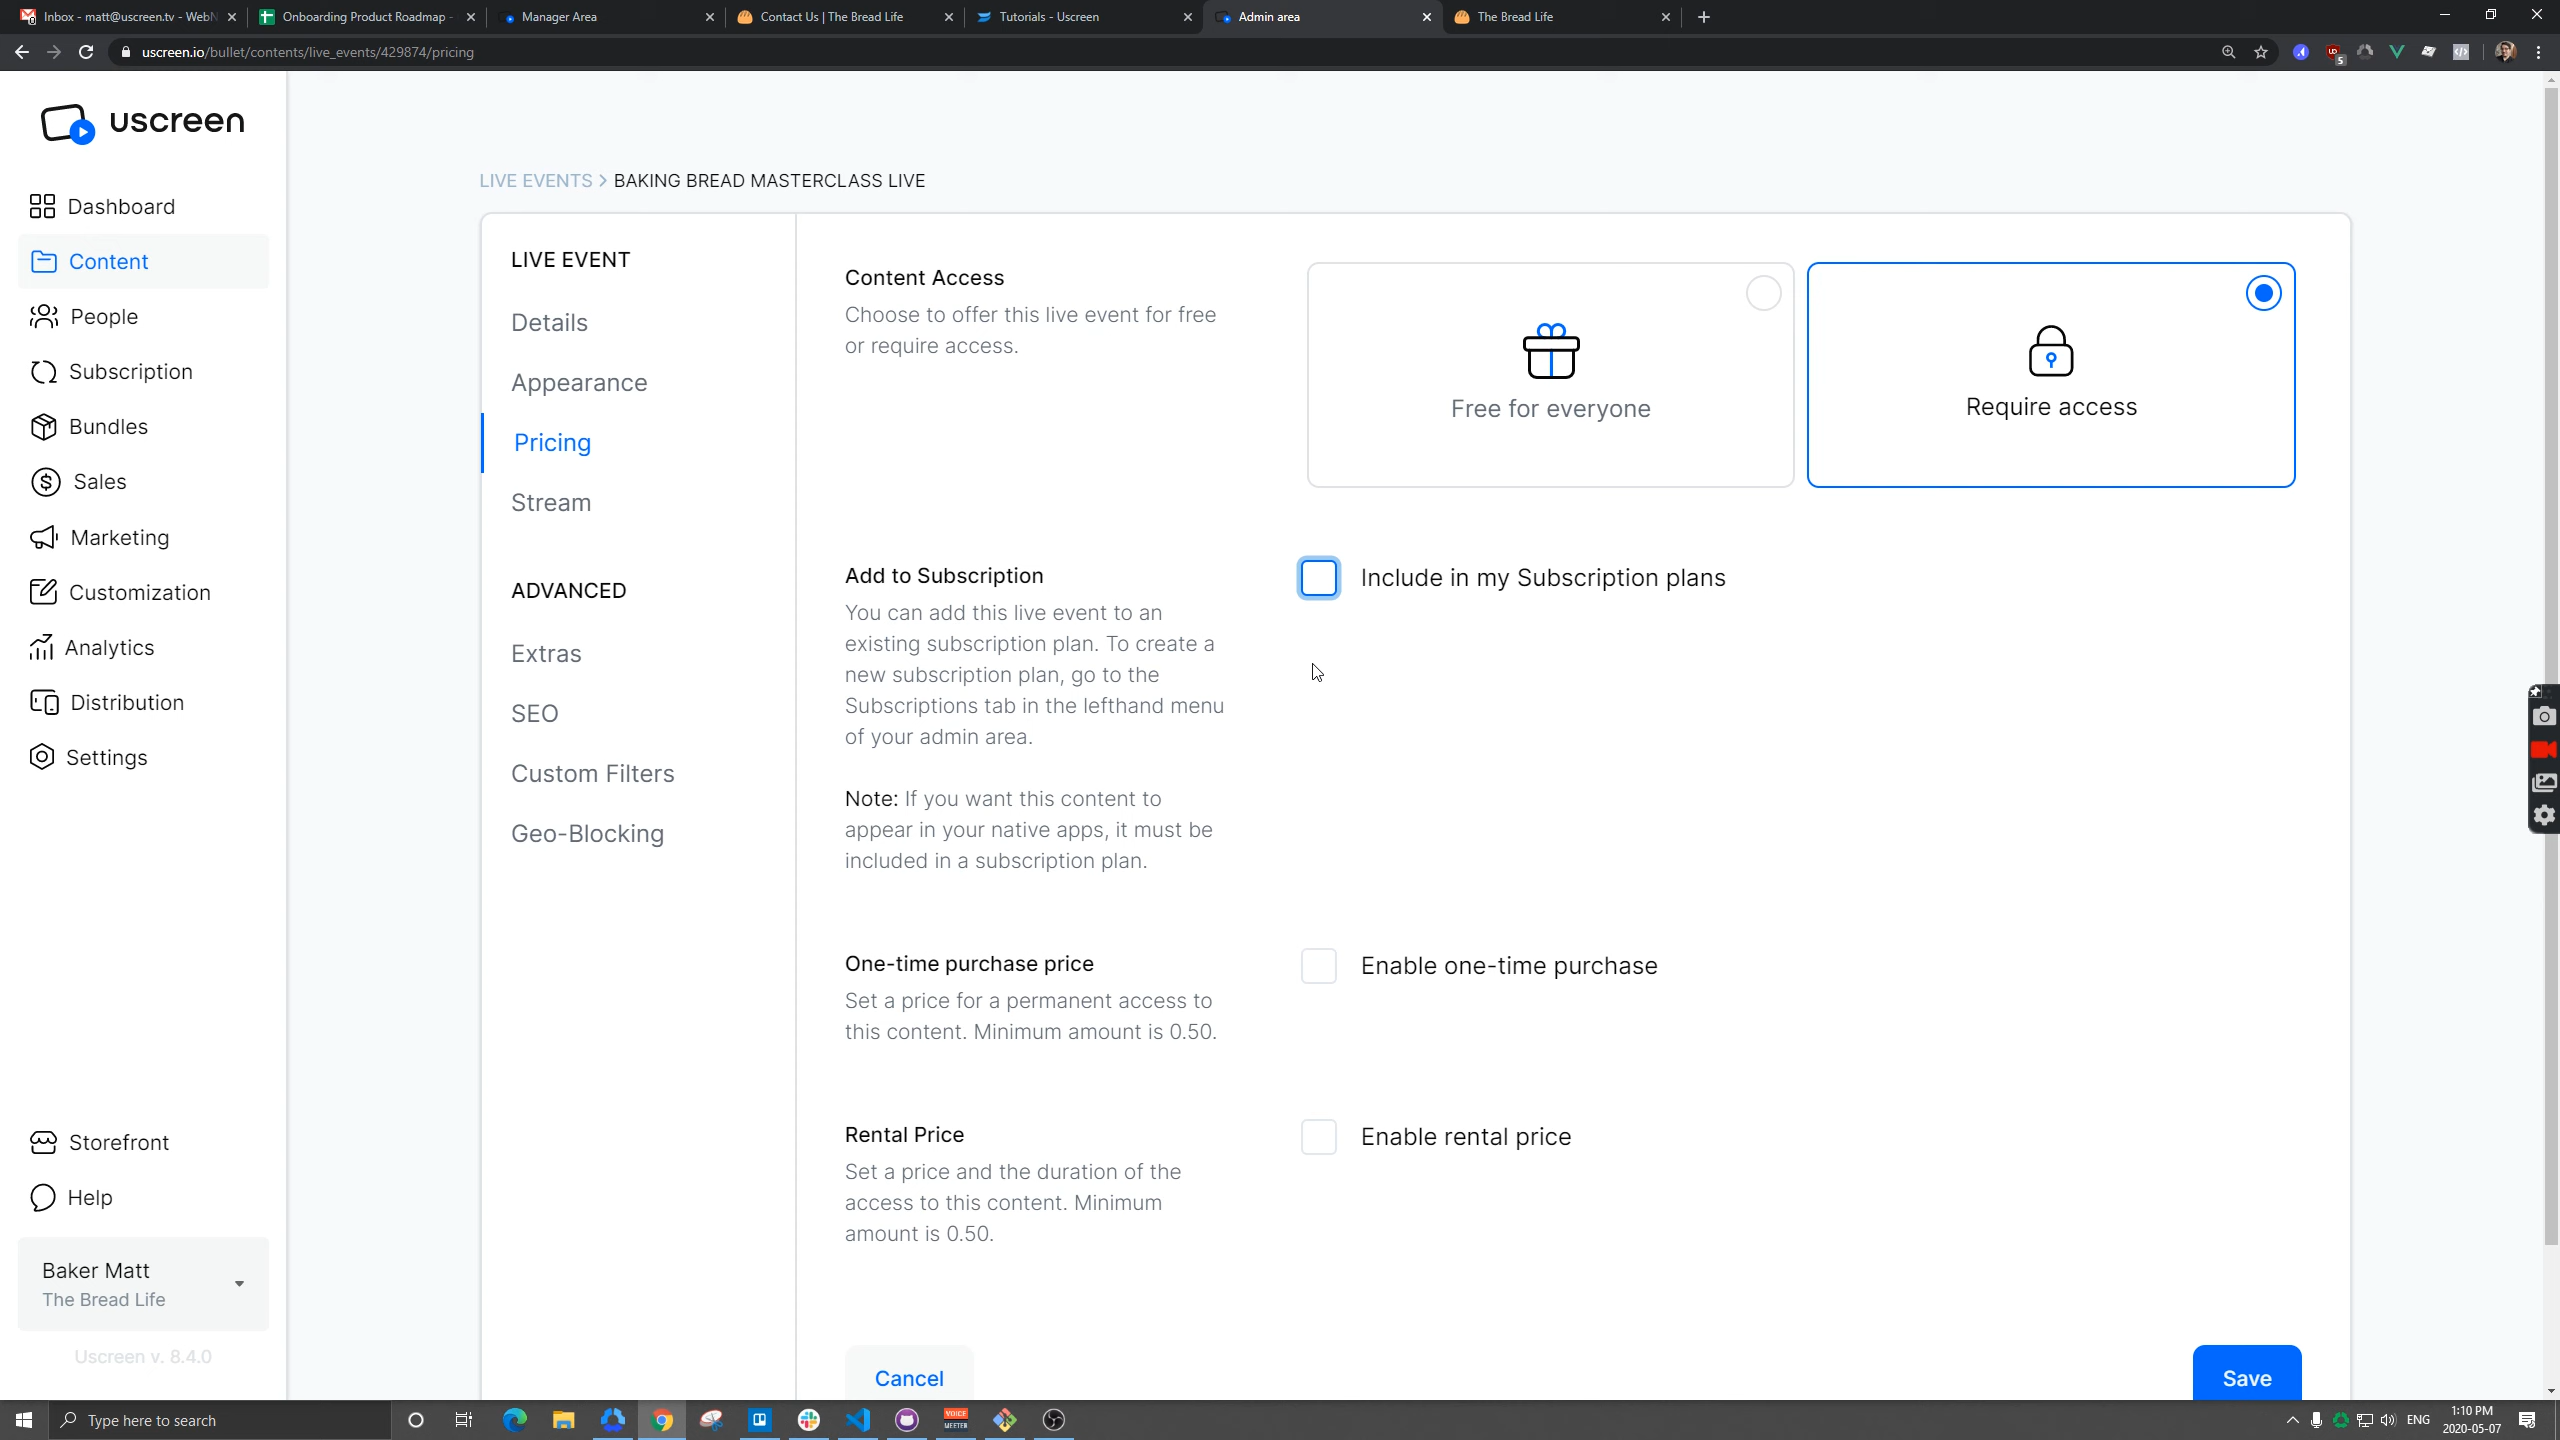 Inbox - matt@uscreen.tv - WebN
Onboarding Product Roadmap -
Manager Area
Contact Us | The Bread Life
Tutorials - Uscreen
Admin area
The Bread Life
uscreen.io/bullet/contents/live_events/429874/pricing
uscreen
Dashboard
Content
People
Subscription
Bundles
Sales
Marketing
Customization
Analytics
Distribution
Settings
Storefront
Help
Baker Matt
The Bread Life
Uscreen v. 8.4.0
LIVE EVENTS > BAKING BREAD MASTERCLASS LIVE
LIVE EVENT
Details
Appearance
Pricing
Stream
ADVANCED
Extras
SEO
Custom Filters
Geo-Blocking
Content Access
Choose to offer this live event for free
or require access.
Free for everyone
Require access
Add to Subscription
You can add this live event to an
existing subscription plan. To create a
new subscription plan, go to the
Subscriptions tab in the lefthand menu
of your admin area.
Note: If you want this content to
appear in your native apps, it must be
included in a subscription plan.
Include in my Subscription plans
One-time purchase price
Set a price for a permanent access to
this content. Minimum amount is 0.50.
Enable one-time purchase
Rental Price
Set a price and the duration of the
access to this content. Minimum
amount is 0.50.
Enable rental price
Cancel
Save
Type here to search
VOICE
MEETER
ENG
1:10 PM
2020-05-07